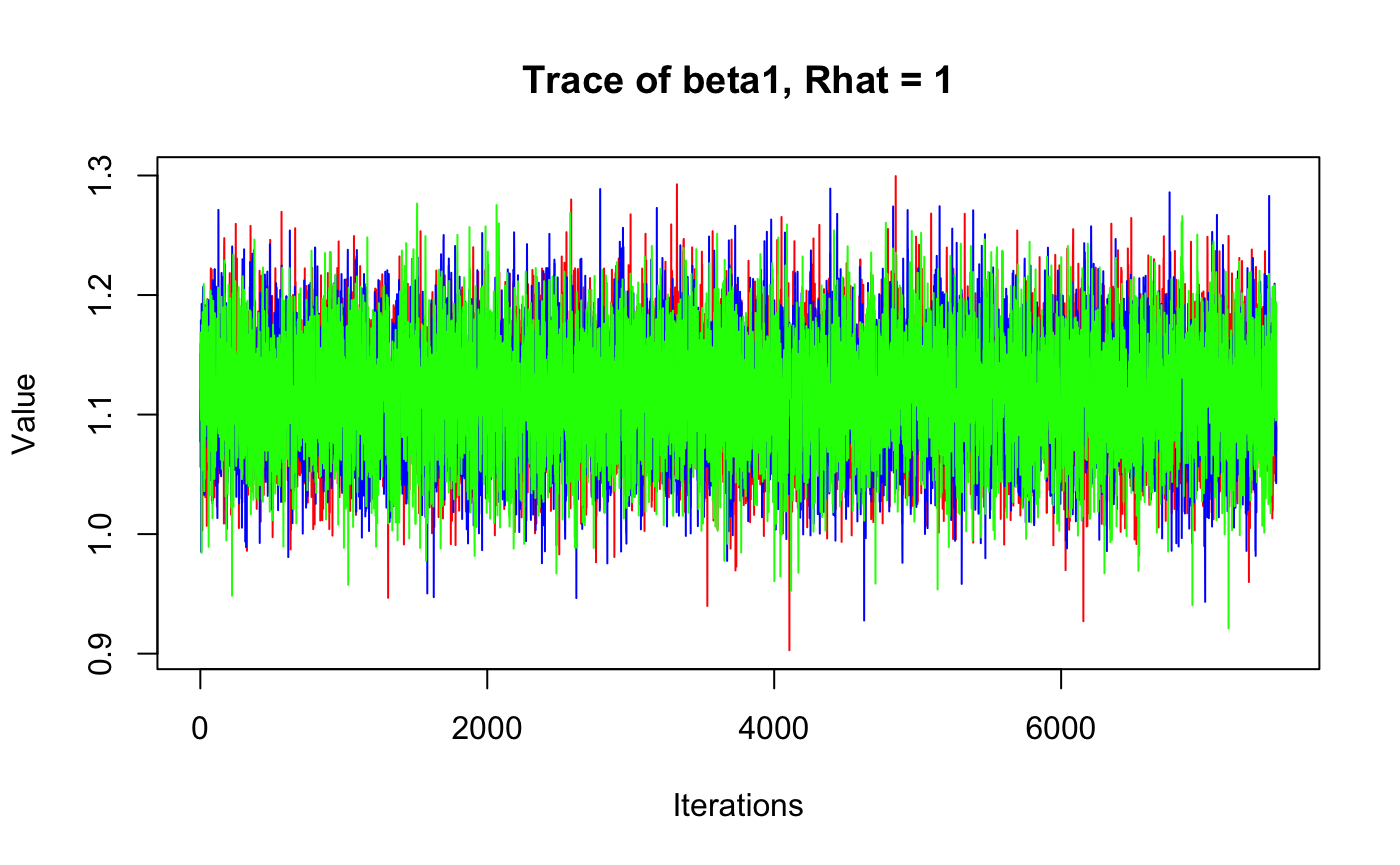 Trace of beta1, Rhat = 1
Value
1.3
1.2
1.1
1.0
0.9
0 2000 4000 6000
Iterations